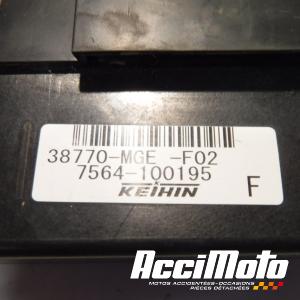 38770-MGE -F02
7564-100195
KEIHIN
F
AcciMoto
MOTOS ACCIDENTÉES-OCCASIONS
PIÈCES DÉTACHÉES